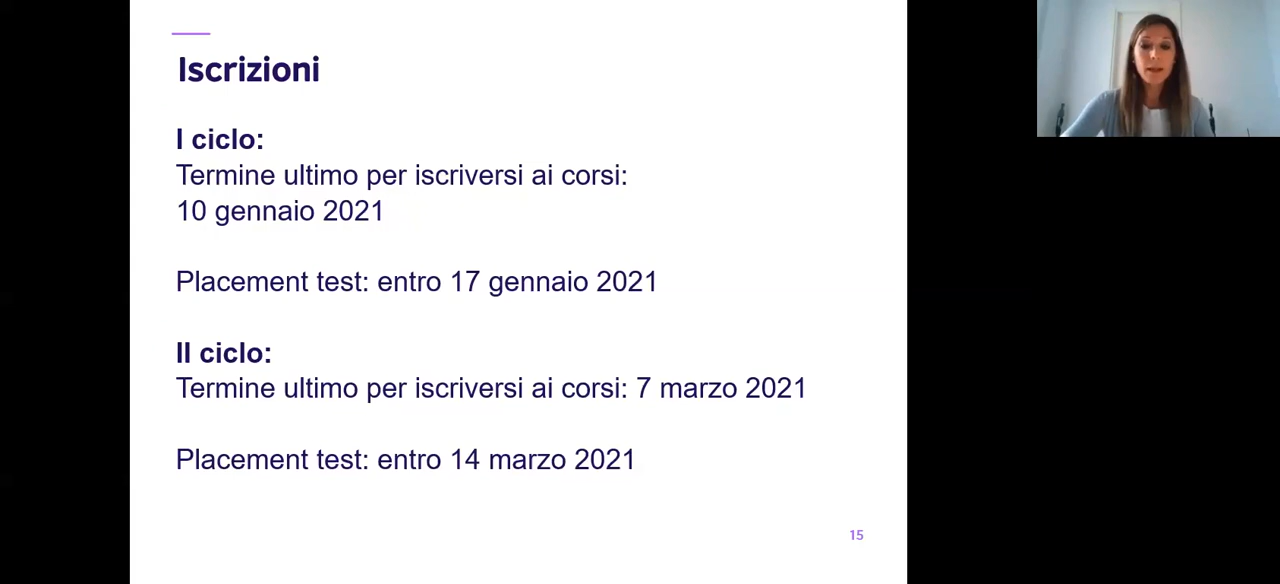 Iscrizioni
I ciclo:
Termine ultimo per iscriversi ai corsi:
10 gennaio 2021
Placement test: entro 17 gennaio 2021
II ciclo:
Termine ultimo per iscriversi ai corsi: 7 marzo 2021
Placement test: entro 14 marzo 2021
15